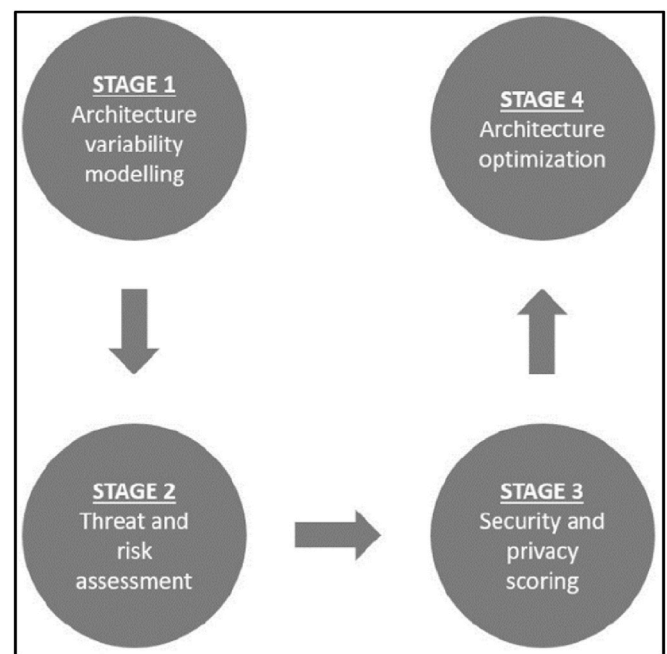 STAGE 1
Architecture
variability
modelling
STAGE 2
Threat and
risk
assessment
STAGE 3
Security and
privacy
scoring
STAGE 4
Architecture
optimization